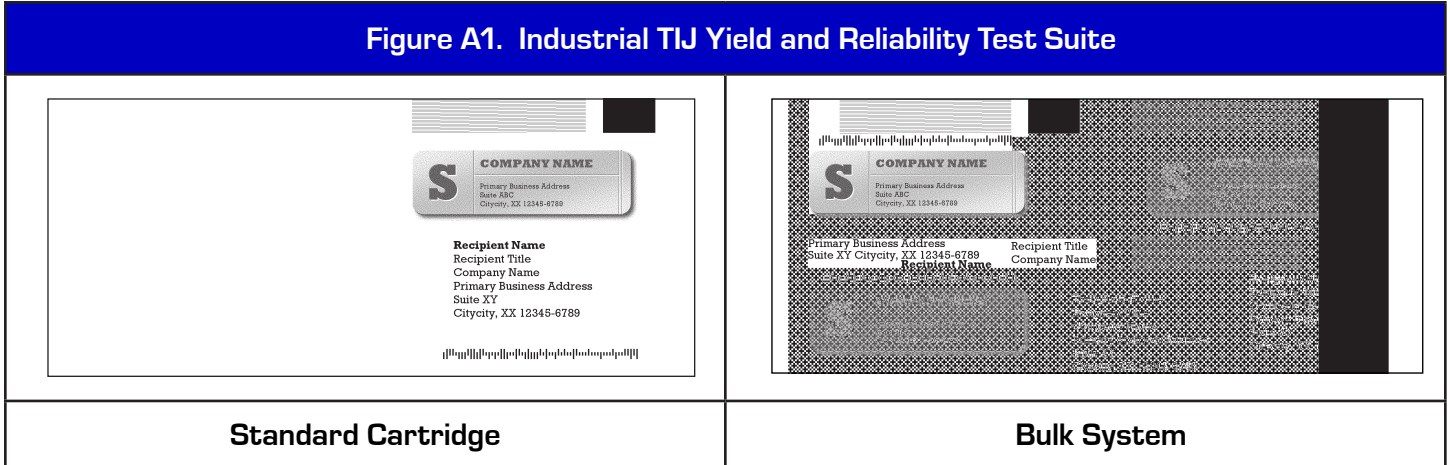 Figure A1. Industrial TIJ Yield and Reliability Test Suite
S
COMPANY NAME
Primary Business Address
Suite ABC
Citycity, XX 12345-6789
Recipient Name
Recipient Title
Company Name
Primary Business Address
Suite XY
Citycity, XX 12345-6789
S
COMPANY NAME
Primary Business Address
Suite ABC
Citycity, XX 12345-6789
S
Primary Business Address
Suite XY Citycity, XX 12345-6789
Recipient Name
Recipient Title
Company Name
S
Standard Cartridge
Bulk System